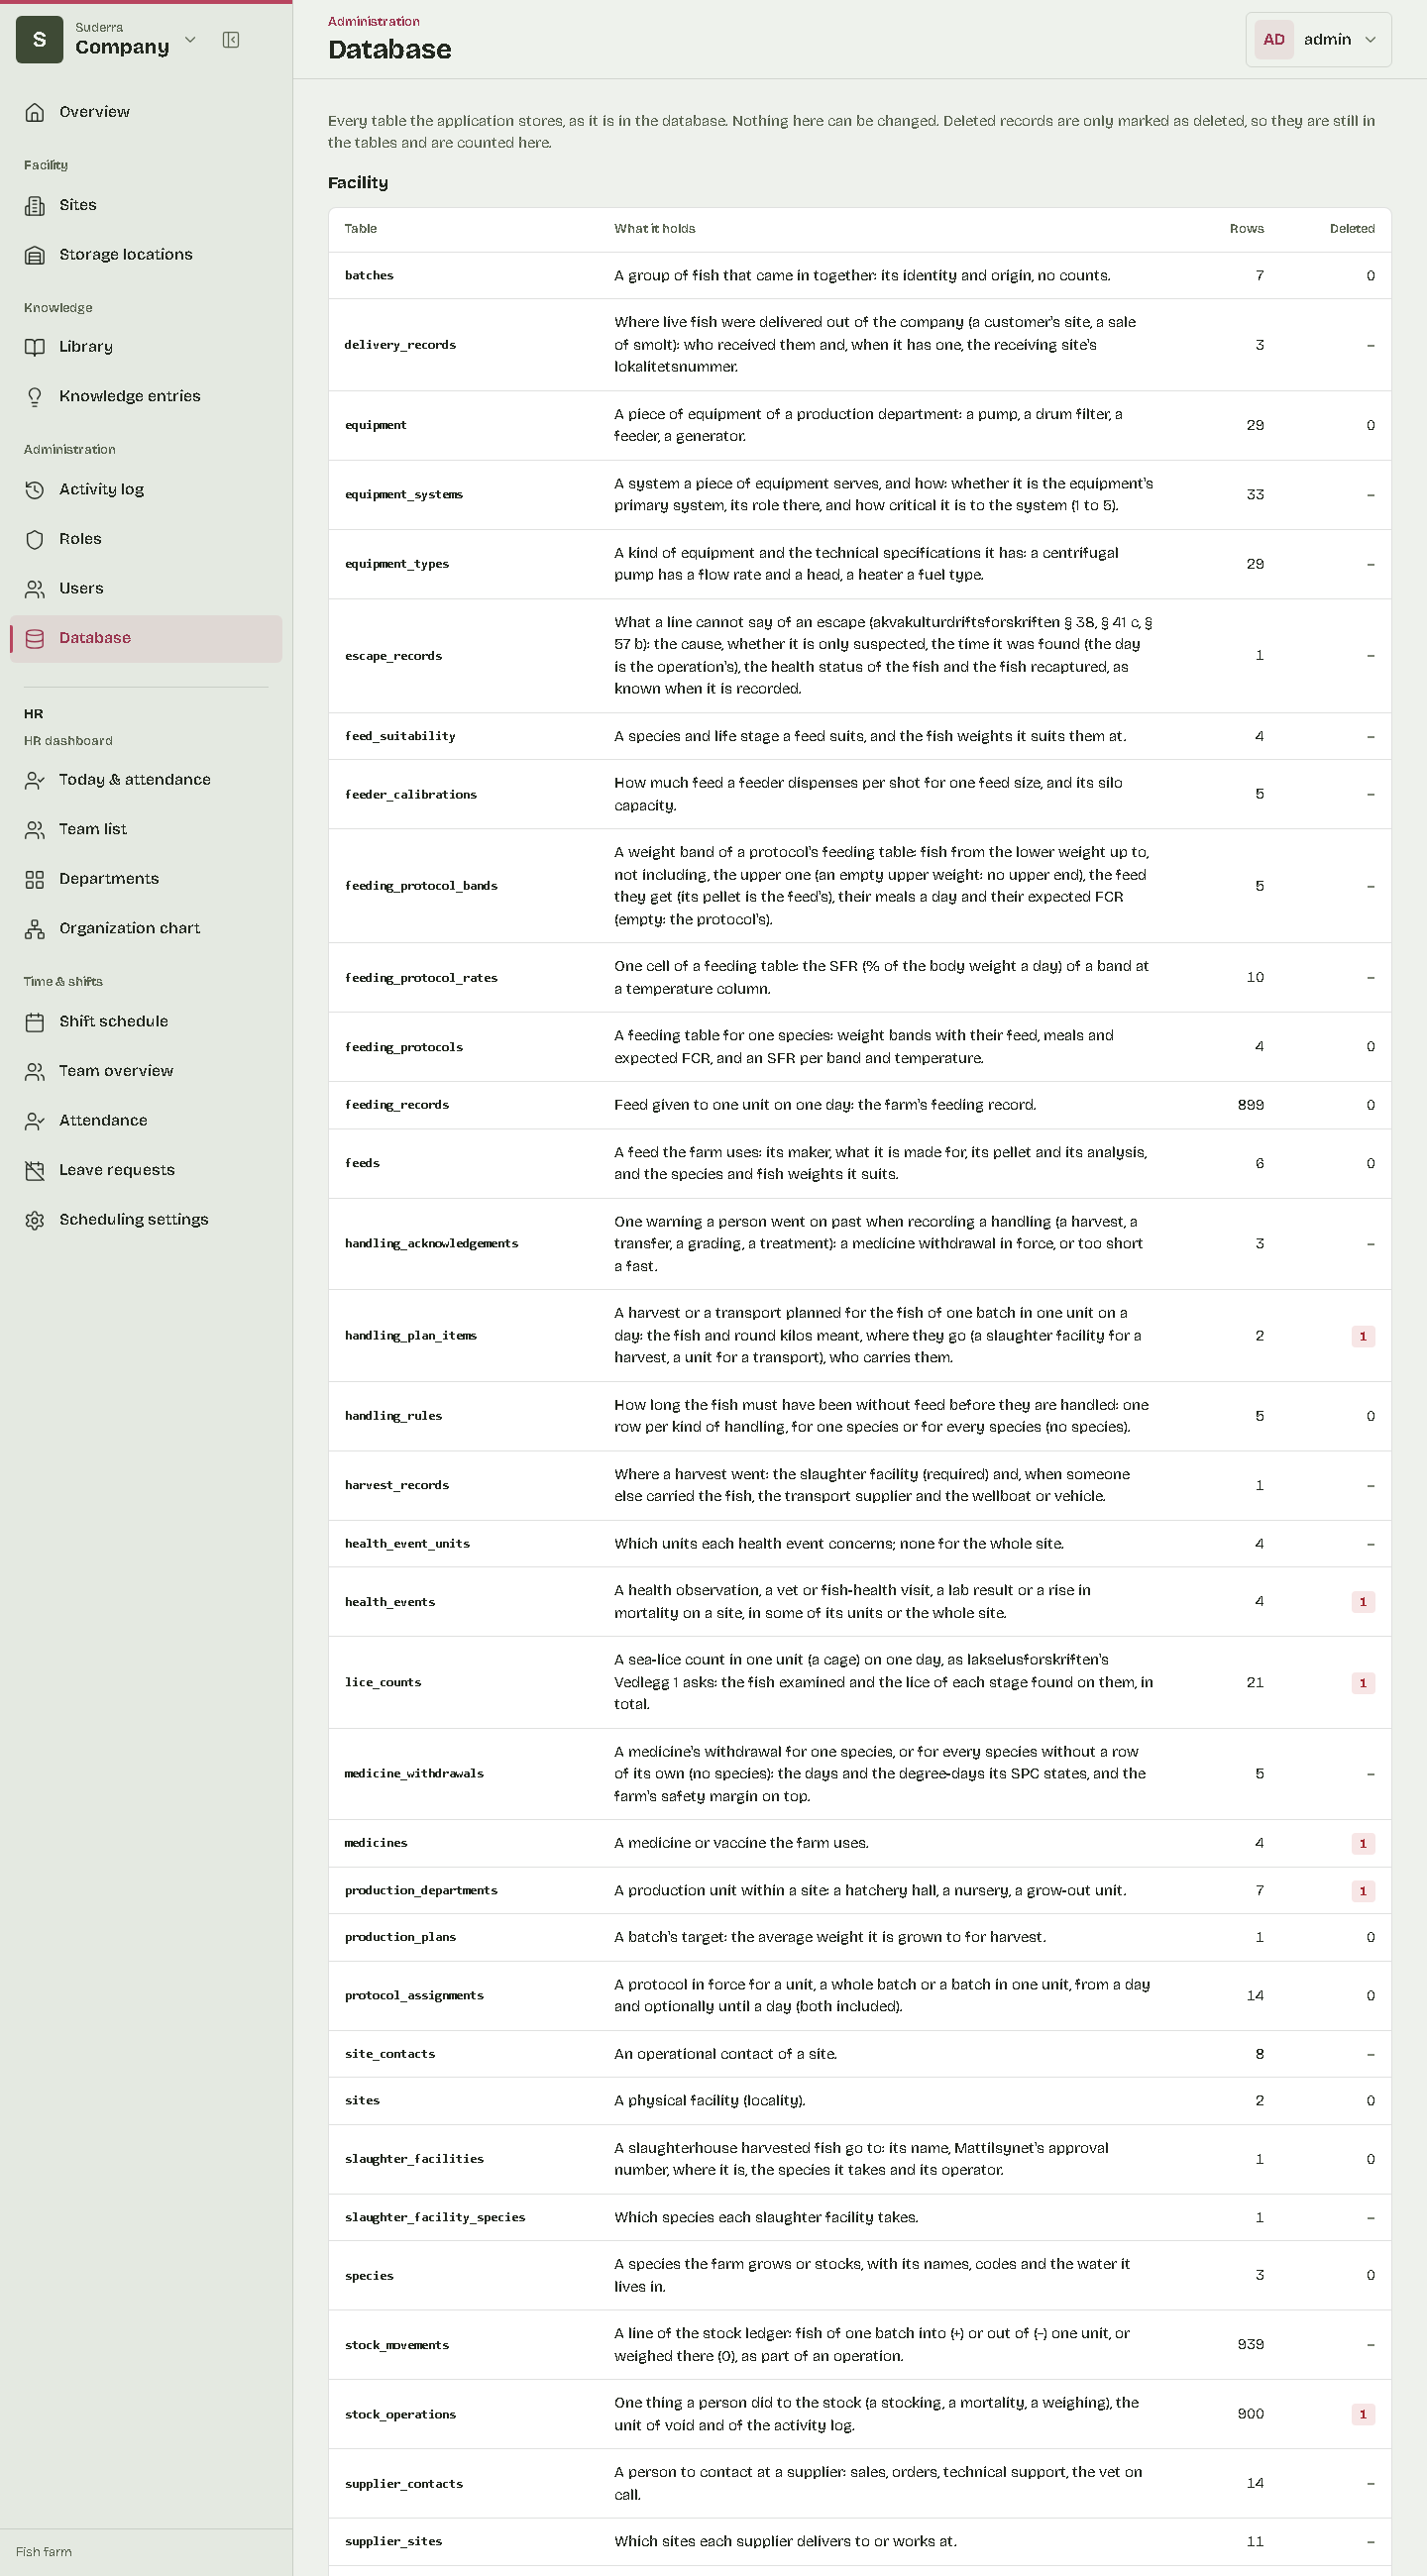 S
Suderra
Company
Overview
Facility
Sites
Storage locations
Knowledge
Library
Knowledge entries
Administration
Activity log
Roles
Users
Database
HR
HR dashboard
Today & attendance
Team list
Departments
Organization chart
Time & shifts
Shift schedule
Team overview
Attendance
Leave requests
Scheduling settings
Fish farm
Administration
Database
AD admin
Every table the application stores, as it is in the database. Nothing here can be changed. Deleted records are only marked as deleted, so they are still in
the tables and are counted here.
Facility
Table What it holds Rows Deleted
batches A group of fish that came in together: its identity and origin, no counts. 7 0
Where live fish were delivered out of the company (a customer's site, a sale
delivery_records of smolt): who received them and, when it has one, the receiving site's 3 –
lokalitetsnummer.
A piece of equipment of a production department: a pump, a drum filter, a
equipment 29 0
feeder, a generator.
A system a piece of equipment serves, and how: whether it is the equipment's
equipment_systems 33 –
primary system, its role there, and how critical it is to the system (1 to 5).
A kind of equipment and the technical specifications it has: a centrifugal
equipment_types 29 –
pump has a flow rate and a head, a heater a fuel type.
What a line cannot say of an escape (akvakulturdriftsforskriften § 38, § 41 c, §
57 b): the cause, whether it is only suspected, the time it was found (the day
escape_records 1 –
is the operation's), the health status of the fish and the fish recaptured, as
known when it is recorded.
feed_suitability A species and life stage a feed suits, and the fish weights it suits them at. 4 –
How much feed a feeder dispenses per shot for one feed size, and its silo
feeder_calibrations 5 –
capacity.
A weight band of a protocol's feeding table: fish from the lower weight up to,
not including, the upper one (an empty upper weight: no upper end), the feed
feeding_protocol_bands 5 –
they get (its pellet is the feed's), their meals a day and their expected FCR
(empty: the protocol's).
One cell of a feeding table: the SFR (% of the body weight a day) of a band at
feeding_protocol_rates 10 –
a temperature column.
A feeding table for one species: weight bands with their feed, meals and
feeding_protocols 4 0
expected FCR, and an SFR per band and temperature.
feeding_records Feed given to one unit on one day: the farm's feeding record. 899 0
A feed the farm uses: its maker, what it is made for, its pellet and its analysis,
feeds 6 0
and the species and fish weights it suits.
One warning a person went on past when recording a handling (a harvest, a
handling_acknowledgements transfer, a grading, a treatment): a medicine withdrawal in force, or too short 3 –
a fast.
A harvest or a transport planned for the fish of one batch in one unit on a
handling_plan_items day: the fish and round kilos meant, where they go (a slaughter facility for a 2 1
harvest, a unit for a transport), who carries them.
How long the fish must have been without feed before they are handled: one
handling_rules 5 0
row per kind of handling, for one species or for every species (no species).
Where a harvest went: the slaughter facility (required) and, when someone
harvest_records 1 –
else carried the fish, the transport supplier and the wellboat or vehicle.
health_event_units Which units each health event concerns; none for the whole site. 4 –
A health observation, a vet or fish-health visit, a lab result or a rise in
health_events 4 1
mortality on a site, in some of its units or the whole site.
A sea-lice count in one unit (a cage) on one day, as lakselusforskriften's
lice_counts Vedlegg 1 asks: the fish examined and the lice of each stage found on them, in 21 1
total.
A medicine's withdrawal for one species, or for every species without a row
medicine_withdrawals of its own (no species): the days and the degree-days its SPC states, and the 5 –
farm's safety margin on top.
medicines A medicine or vaccine the farm uses. 4 1
production_departments A production unit within a site: a hatchery hall, a nursery, a grow-out unit. 7 1
production_plans A batch's target: the average weight it is grown to for harvest. 1 0
A protocol in force for a unit, a whole batch or a batch in one unit, from a day
protocol_assignments 14 0
and optionally until a day (both included).
site_contacts An operational contact of a site. 8 –
sites A physical facility (locality). 2 0
A slaughterhouse harvested fish go to: its name, Mattilsynet's approval
slaughter_facilities 1 0
number, where it is, the species it takes and its operator.
slaughter_facility_species Which species each slaughter facility takes. 1 –
A species the farm grows or stocks, with its names, codes and the water it
species 3 0
lives in.
A line of the stock ledger: fish of one batch into (+) or out of (−) one unit, or
stock_movements 939 –
weighed there (0), as part of an operation.
One thing a person did to the stock (a stocking, a mortality, a weighing), the
stock_operations 900 1
unit of void and of the activity log.
A person to contact at a supplier: sales, orders, technical support, the vet on
supplier_contacts 14 –
call.
supplier_sites Which sites each supplier delivers to or works at. 11 –